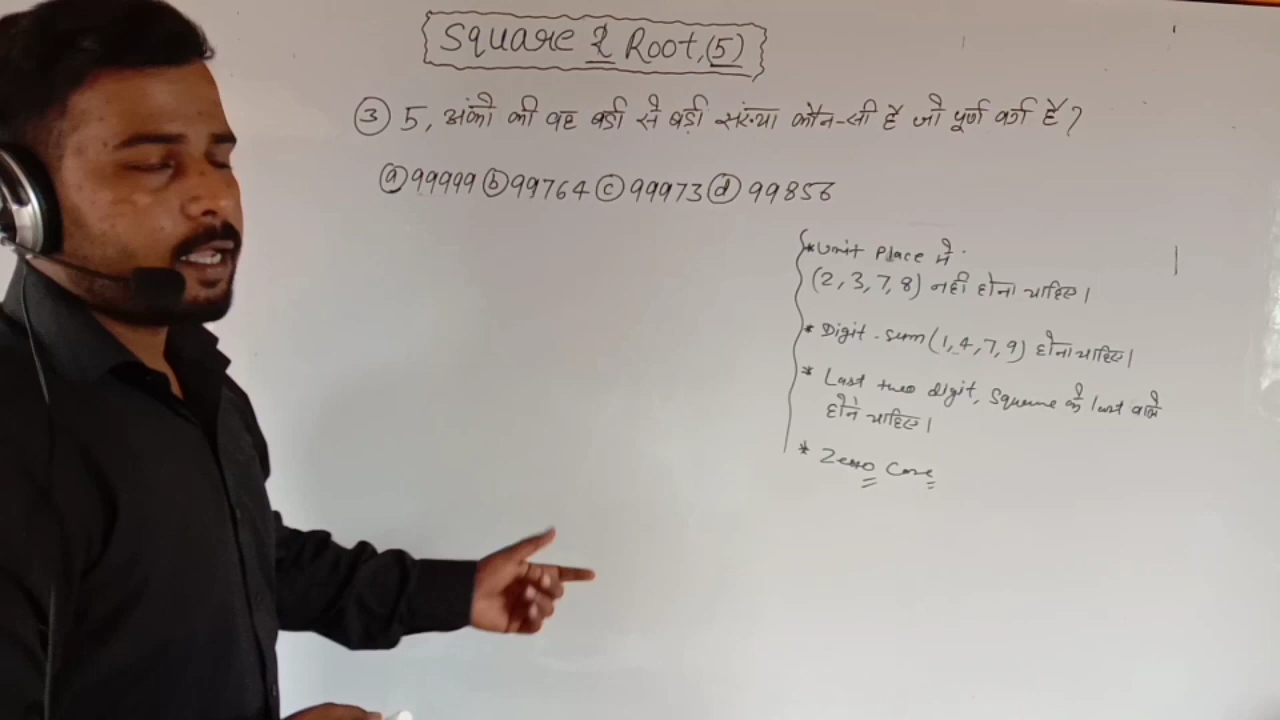 Square & Root, (5)
③ 5, अंको की वह बड़ी से बड़ी संख्या कौन-सी है जो पूर्ण वर्ग है ?
ⓐ 99999 ⓑ 99764 ⓒ 99973 ⓓ 99856
* Unit Place में
(2, 3, 7, 8) नही होना चाहिए।
* Digit-sum (1, 4, 7, 9) होना चाहिए।
* Last two digit, Square के last वाले
होने चाहिए।
* Zero Case